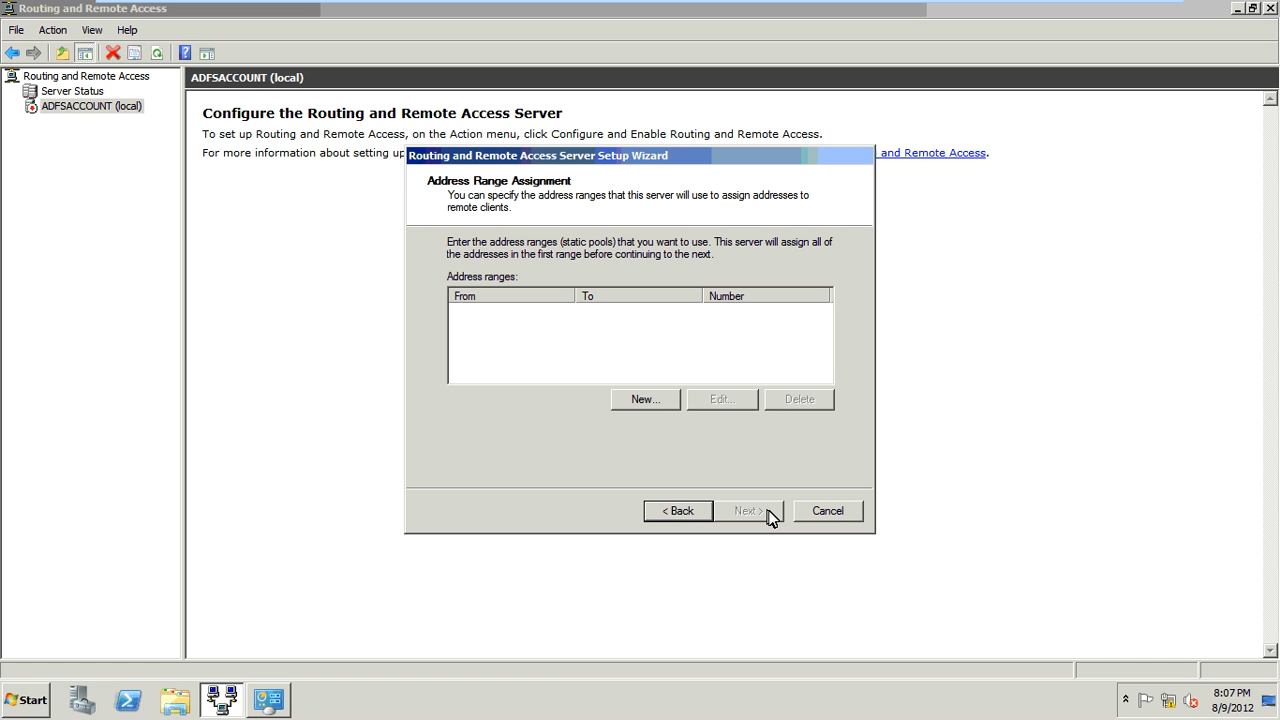 Routing and Remote Access
File Action View Help
Routing and Remote Access
Server Status
ADFSACCOUNT (local)
ADFSACCOUNT (local)
Configure the Routing and Remote Access Server
To set up Routing and Remote Access, on the Action menu, click Configure and Enable Routing and Remote Access.
For more information about setting up
and Remote Access.
Routing and Remote Access Server Setup Wizard
Address Range Assignment
You can specify the address ranges that this server will use to assign addresses to
remote clients.
Enter the address ranges (static pools) that you want to use. This server will assign all of
the addresses in the first range before continuing to the next.
Address ranges:
From To Number
New... Edit... Delete
< Back Next > Cancel
Start
8:07 PM
8/9/2012